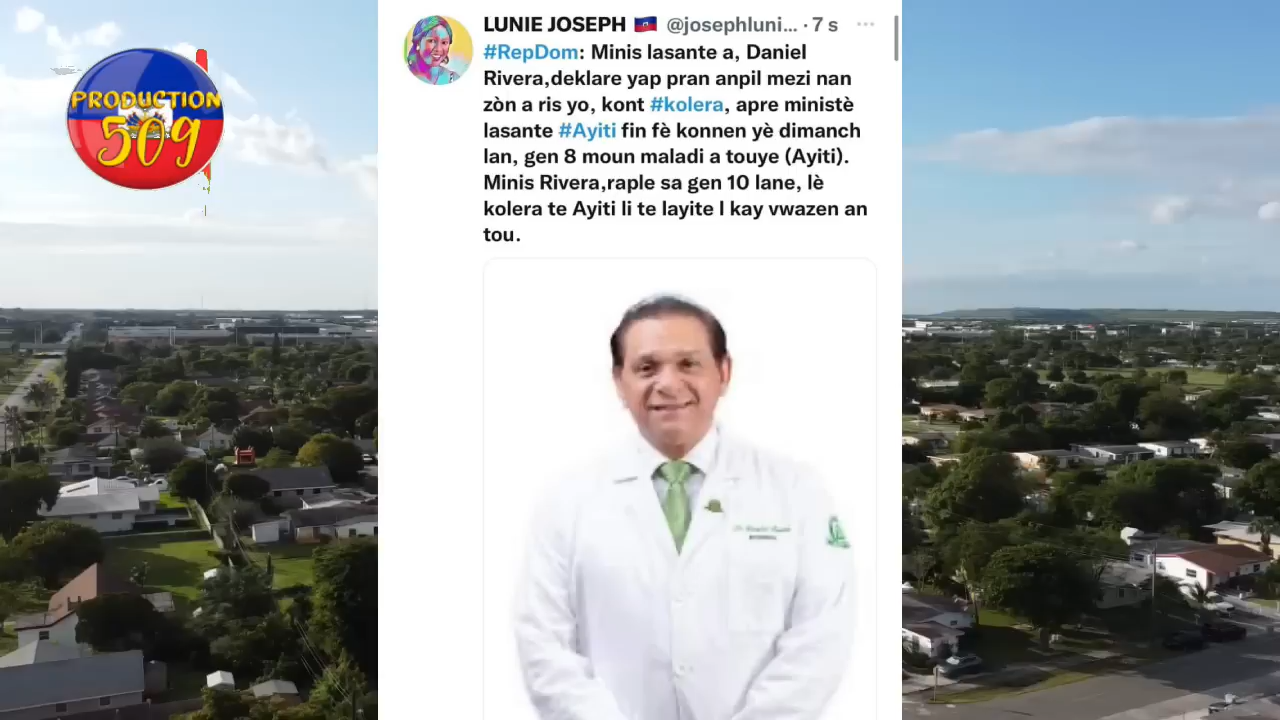 PRODUCTION
509
LUNIE JOSEPH 🇭🇹 @josephluni... · 7 s ...
#RepDom: Minis lasante a, Daniel
Rivera,deklare yap pran anpil mezi nan
zòn a ris yo, kont #kolera, apre ministè
lasante #Ayiti fin fè konnen yè dimanch
lan, gen 8 moun maladi a touye (Ayiti).
Minis Rivera,raple sa gen 10 lane, lè
kolera te Ayiti li te layite l kay vwazen an
tou.